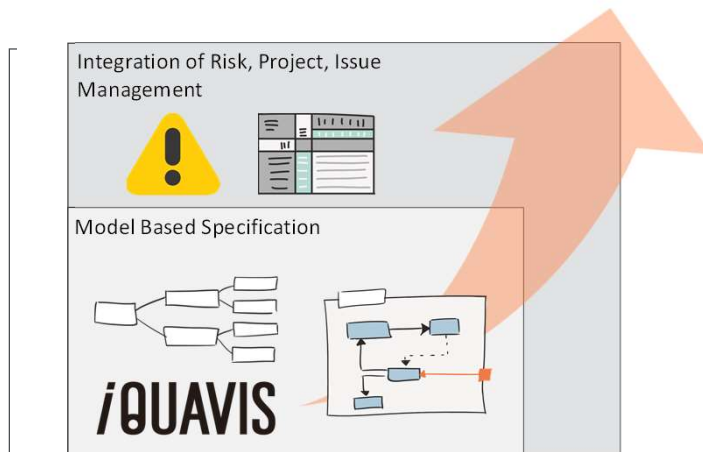 Integration of Risk, Project, Issue
Management
Model Based Specification
iQUAVIS